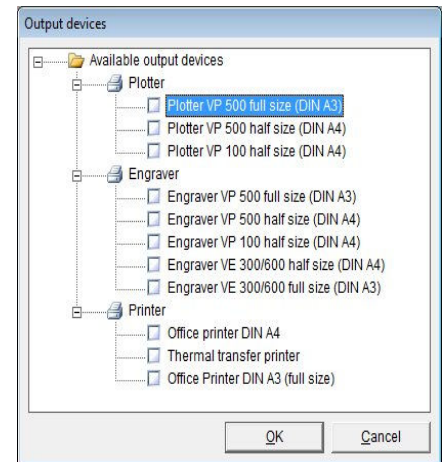 Output devices
Available output devices
Plotter
Plotter VP 500 full size (DIN A3)
Plotter VP 500 half size (DIN A4)
Plotter VP 100 half size (DIN A4)
Engraver
Engraver VP 500 full size (DIN A3)
Engraver VP 500 half size (DIN A4)
Engraver VP 100 half size (DIN A4)
Engraver VE 300/600 half size (DIN A4)
Engraver VE 300/600 full size (DIN A3)
Printer
Office printer DIN A4
Thermal transfer printer
Office Printer DIN A3 (full size)
OK Cancel